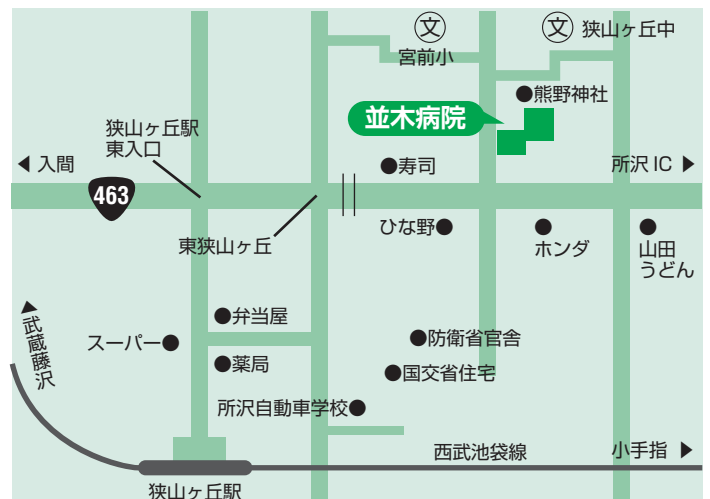 文
文 狭山ヶ丘中
宮前小
●熊野神社
並木病院
狭山ヶ丘駅
東入口
◀ 入間
●寿司
所沢 IC ▶
463
東狭山ヶ丘
ひな野●
ホンダ
山田
うどん
▲武蔵藤沢
●弁当屋
スーパー●
●防衛省官舎
●薬局
●国交省住宅
所沢自動車学校●
西武池袋線
小手指 ▶
狭山ヶ丘駅